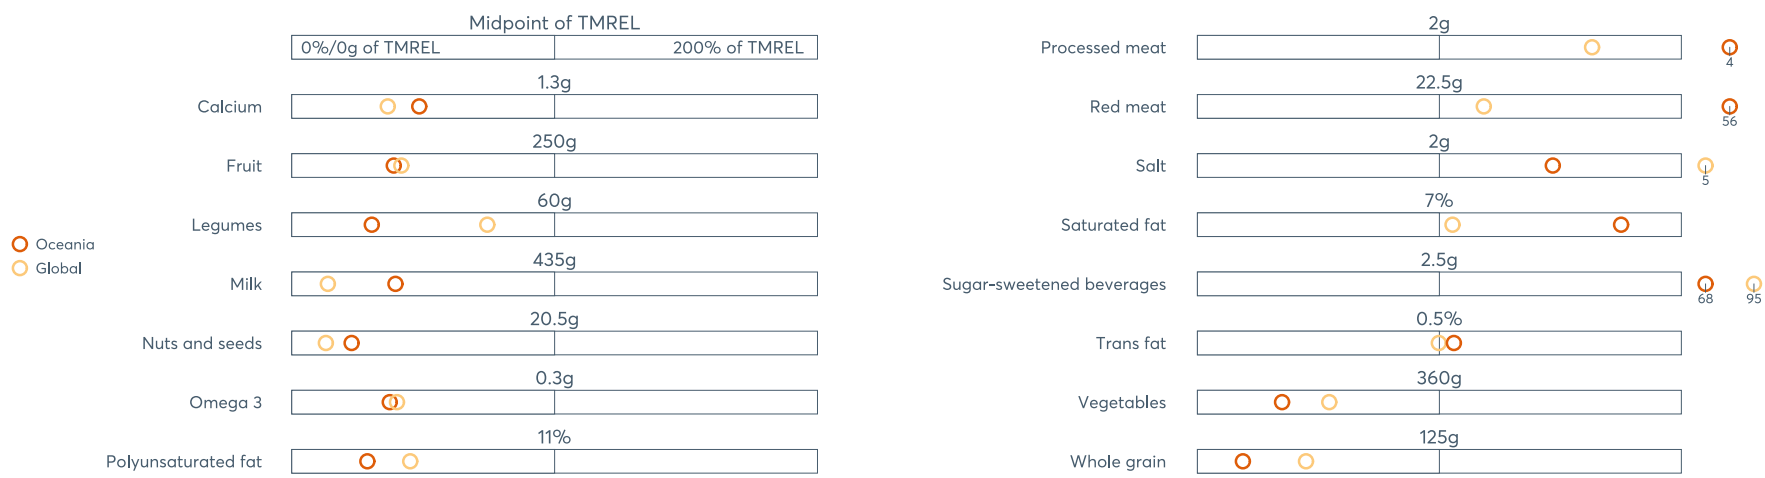 Midpoint of TMREL
0%/0g of TMREL 200% of TMREL
1.3g
Calcium
250g
Fruit
60g
Legumes
435g
Milk
20.5g
Nuts and seeds
0.3g
Omega 3
11%
Polyunsaturated fat
Oceania
Global
2g
Processed meat
4
22.5g
Red meat
56
2g
Salt
5
7%
Saturated fat
2.5g
Sugar-sweetened beverages
68 95
0.5%
Trans fat
360g
Vegetables
125g
Whole grain